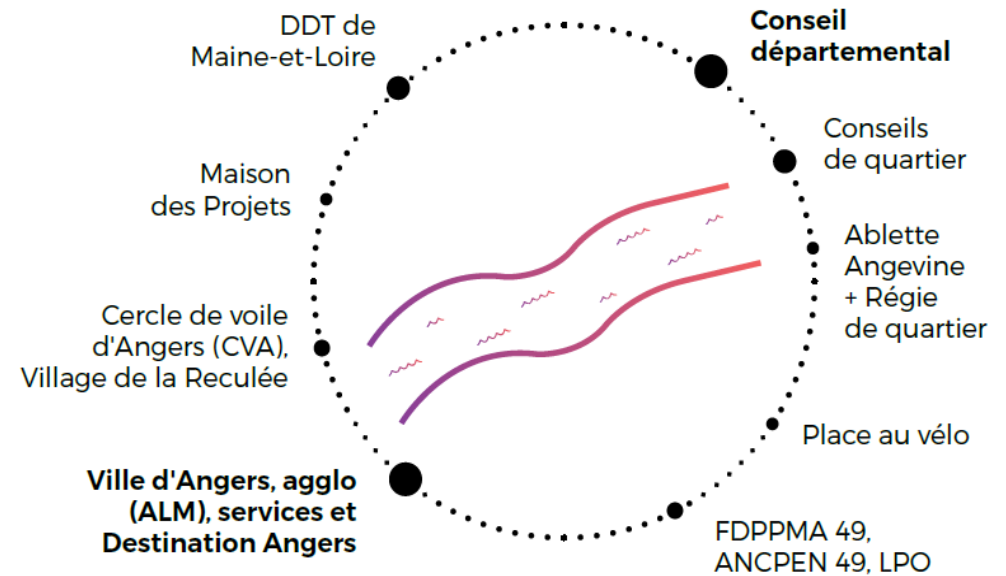 DDT de
Maine-et-Loire
Conseil
départemental
Conseils
de quartier
Maison
des Projets
Ablette
Angevine
+ Régie
de quartier
Cercle de voile
d'Angers (CVA),
Village de la Reculée
Place au vélo
Ville d'Angers, agglo
(ALM), services et
Destination Angers
FDPPMA 49,
ANCPEN 49, LPO